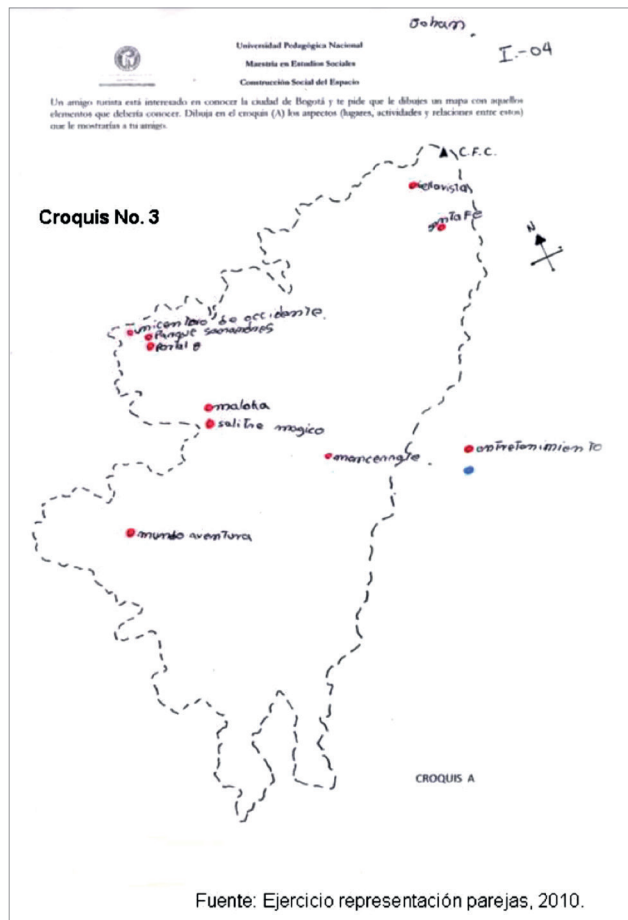 Johan.
I.-04
Universidad Pedagógica Nacional
Maestría en Estudios Sociales
Construcción Social del Espacio
Un amigo turista está interesado en conocer la ciudad de Bogotá y te pide que le dibujes un mapa con aquellos
elementos que debería conocer. Dibuja en el croquis (A) los aspectos (lugares, actividades y relaciones entre estos)
que le mostrarías a tu amigo.
C.F.C.
Croquis No. 3
santa Fe
N
unicentro de occidente.
Parque
Portal 8
maloka
salitre magico
entretenimiento
mundo aventura
CROQUIS A
Fuente: Ejercicio representación parejas, 2010.